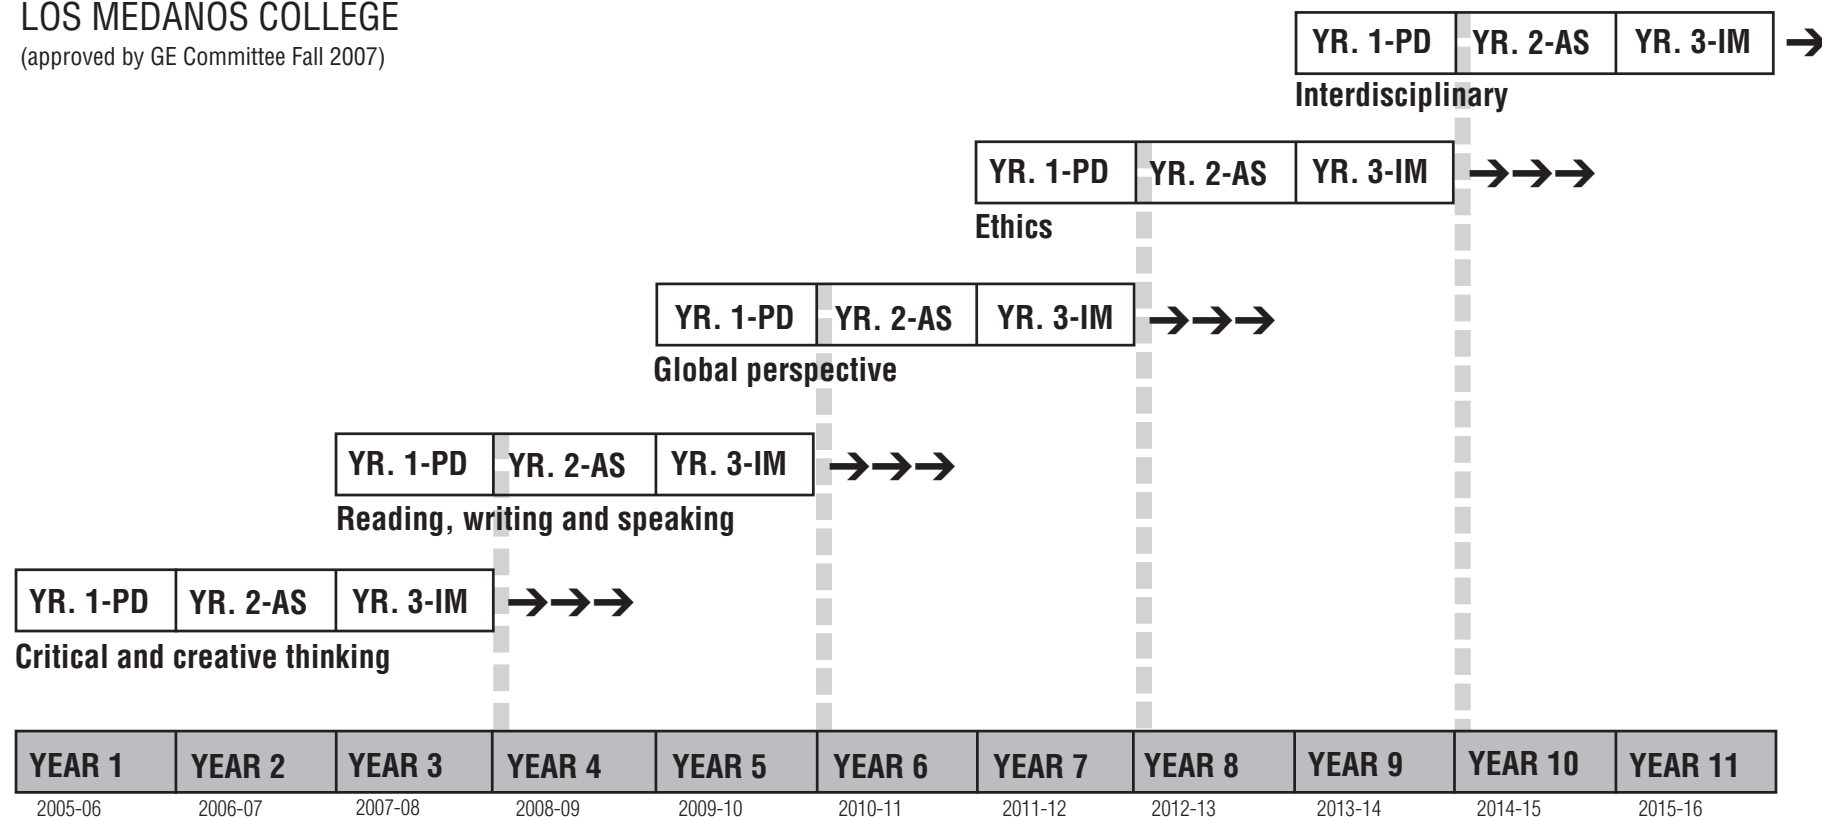 LOS MEDANOS COLLEGE
(approved by GE Committee Fall 2007)
YR. 1-PD YR. 2-AS YR. 3-IM
Interdisciplinary
YR. 1-PD YR. 2-AS YR. 3-IM
Ethics
YR. 1-PD YR. 2-AS YR. 3-IM
Global perspective
YR. 1-PD YR. 2-AS YR. 3-IM
Reading, writing and speaking
YR. 1-PD YR. 2-AS YR. 3-IM
Critical and creative thinking
YEAR 1 YEAR 2 YEAR 3 YEAR 4 YEAR 5 YEAR 6 YEAR 7 YEAR 8 YEAR 9 YEAR 10 YEAR 11
2005-06 2006-07 2007-08 2008-09 2009-10 2010-11 2011-12 2012-13 2013-14 2014-15 2015-16